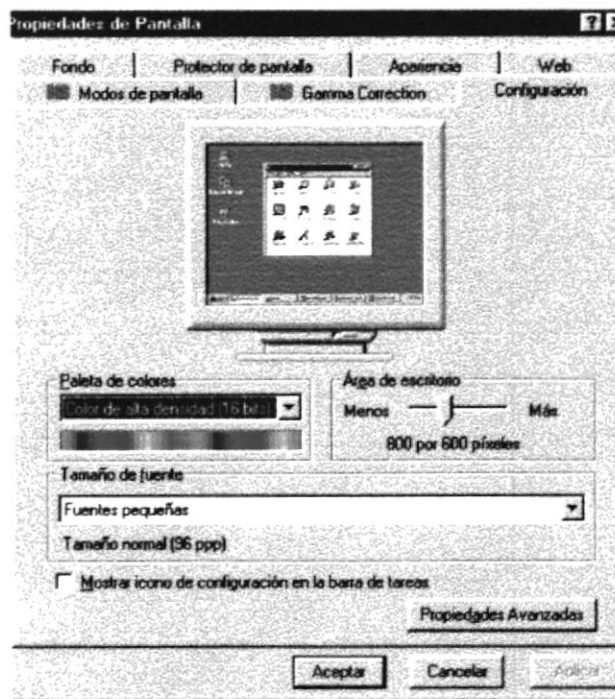 Propiedades de Pantalla
Fondo Protector de pantalla Apariencia Web
Modos de pantalla Gamma Correction Configuración
Paleta de colores Área de escritorio
Color de alta densidad (16 bits) Menos Más
800 por 600 píxeles
Tamaño de fuente
Fuentes pequeñas
Tamaño normal (96 ppp)
Mostrar icono de configuración en la barra de tareas
Propiedades Avanzadas
Aceptar Cancelar Aplicar